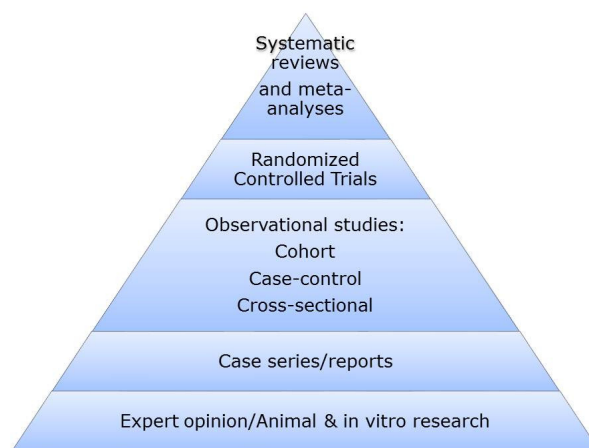 Systematic
reviews
and meta-
analyses
Randomized
Controlled Trials
Observational studies:
Cohort
Case-control
Cross-sectional
Case series/reports
Expert opinion/Animal & in vitro research